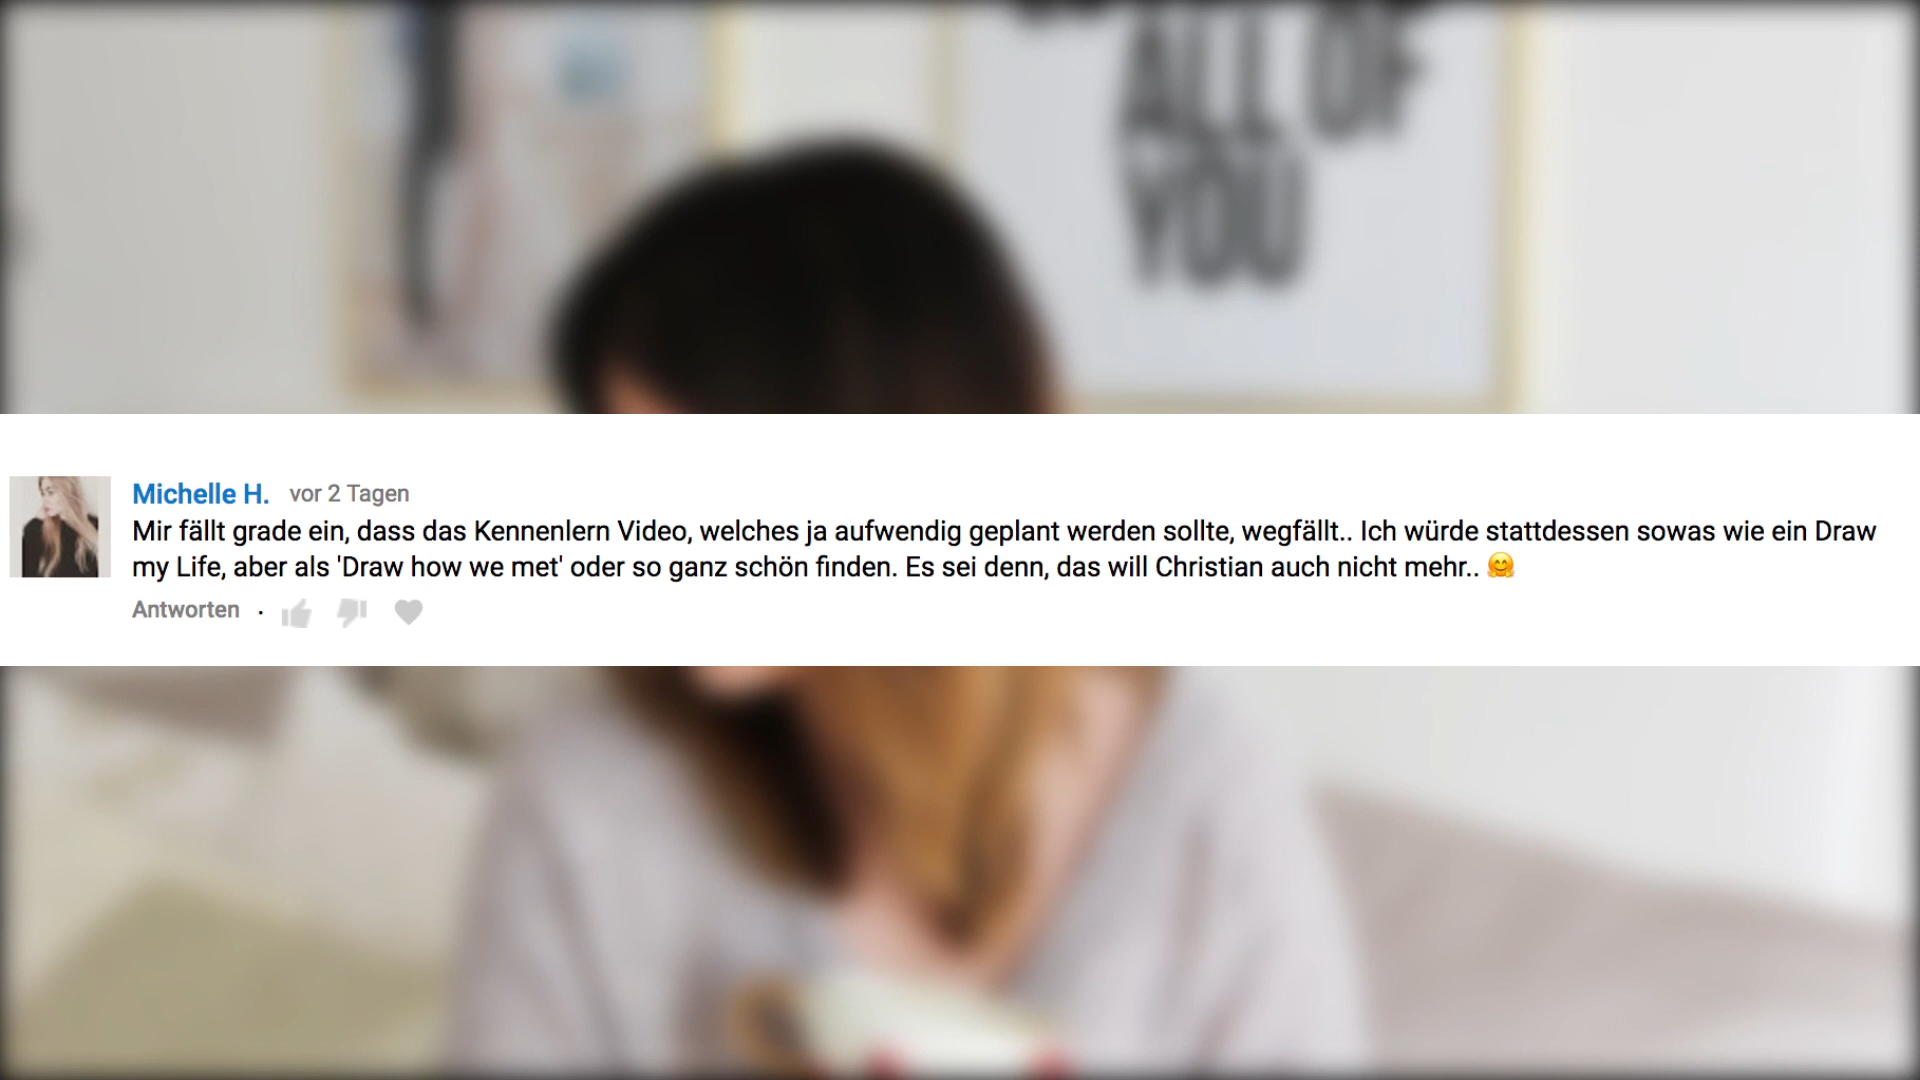 ALL OF
YOU
Michelle H. vor 2 Tagen
Mir fällt grade ein, dass das Kennenlern Video, welches ja aufwendig geplant werden sollte, wegfällt.. Ich würde stattdessen sowas wie ein Draw
my Life, aber als 'Draw how we met' oder so ganz schön finden. Es sei denn, das will Christian auch nicht mehr.. 🤗
Antworten ·